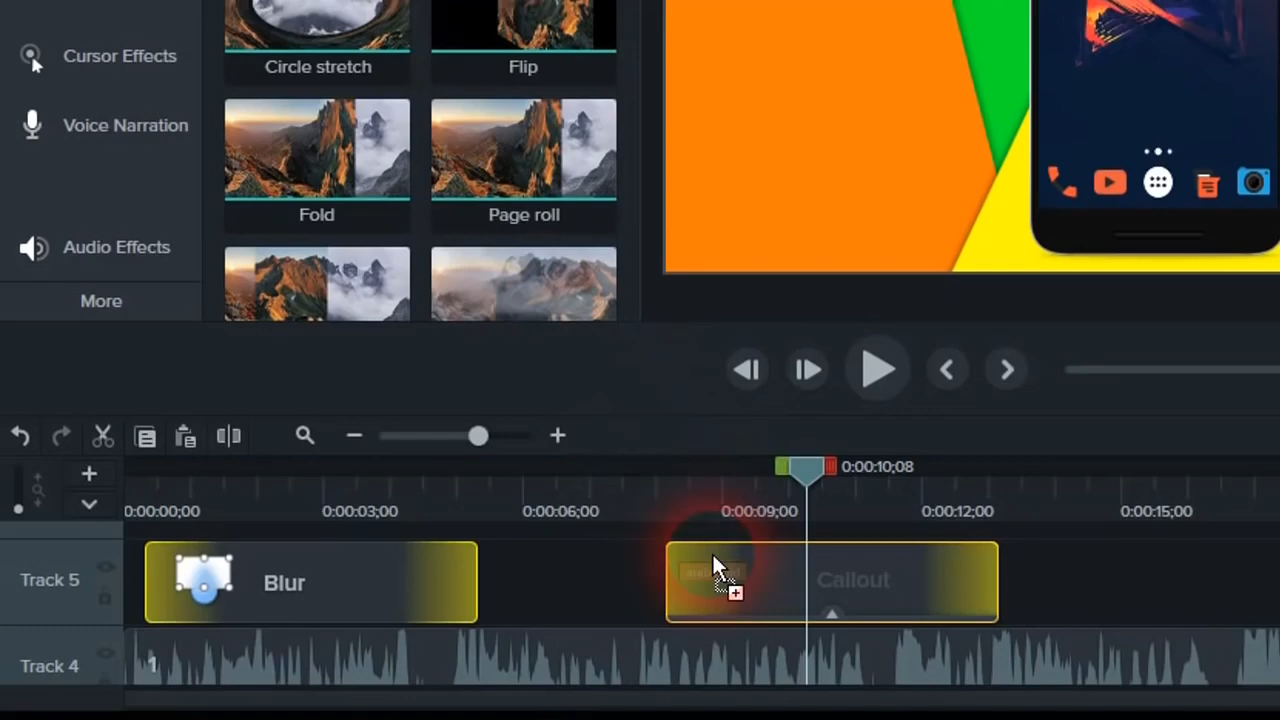 Cursor Effects
Circle stretch
Flip
Voice Narration
Fold
Page roll
Audio Effects
More
0:00:10;08
0:00:00;00
0:00:03;00
0:00:06;00
0:00:09;00
0:00:12;00
0:00:15;00
Track 5
Blur
Callout
Track 4
1